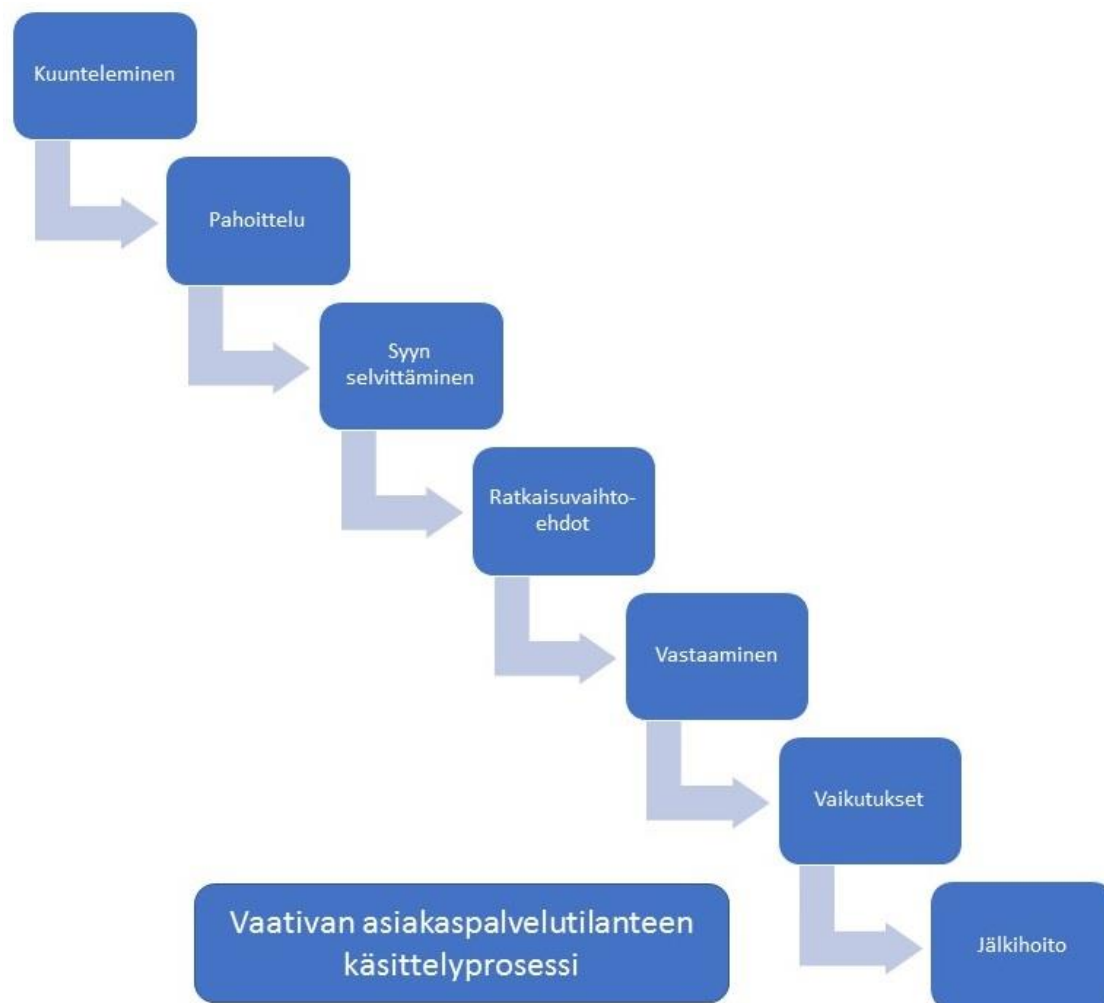 Kuunteleminen
Pahoittelu
Syyn
selvittäminen
Ratkaisuvaihto-
ehdot
Vastaaminen
Vaikutukset
Jälkihoito
Vaativan asiakaspalvelutilanteen
käsittelyprosessi